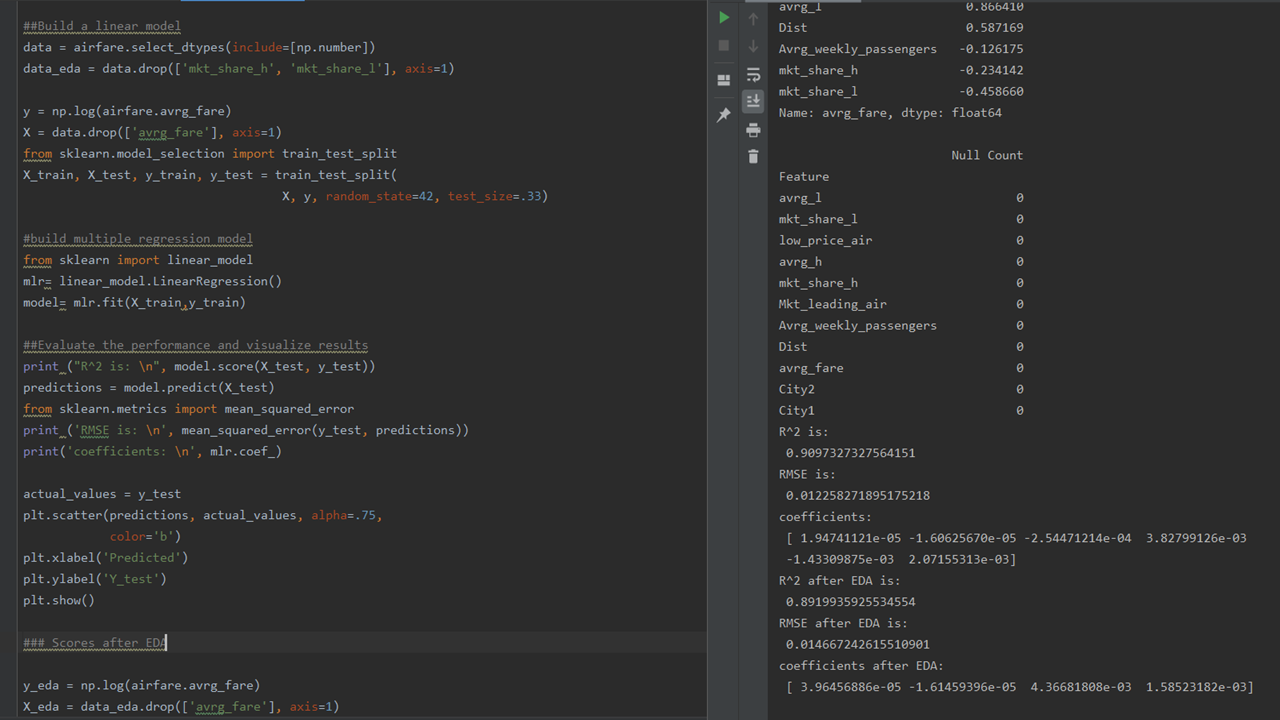 ##Build a linear model
data = airfare.select_dtypes(include=[np.number])
data_eda = data.drop(['mkt_share_h', 'mkt_share_l'], axis=1)
y = np.log(airfare.avrg_fare)
X = data.drop(['avrg_fare'], axis=1)
from sklearn.model_selection import train_test_split
X_train, X_test, y_train, y_test = train_test_split(
X, y, random_state=42, test_size=.33)
#build multiple regression model
from sklearn import linear_model
mlr= linear_model.LinearRegression()
model= mlr.fit(X_train,y_train)
##Evaluate the performance and visualize results
print ("R^2 is: \n", model.score(X_test, y_test))
predictions = model.predict(X_test)
from sklearn.metrics import mean_squared_error
print ('RMSE is: \n', mean_squared_error(y_test, predictions))
print('coefficients: \n', mlr.coef_)
actual_values = y_test
plt.scatter(predictions, actual_values, alpha=.75,
color='b')
plt.xlabel('Predicted')
plt.ylabel('Y_test')
plt.show()
### Scores after EDA
y_eda = np.log(airfare.avrg_fare)
X_eda = data_eda.drop(['avrg_fare'], axis=1)
avrg_l 0.866410
Dist 0.587169
Avrg_weekly_passengers -0.126175
mkt_share_h -0.234142
mkt_share_l -0.458660
Name: avrg_fare, dtype: float64
Null Count
Feature
avrg_l 0
mkt_share_l 0
low_price_air 0
avrg_h 0
mkt_share_h 0
Mkt_leading_air 0
Avrg_weekly_passengers 0
Dist 0
avrg_fare 0
City2 0
City1 0
R^2 is:
0.9097327327564151
RMSE is:
0.012258271895175218
coefficients:
[ 1.94741121e-05 -1.60625670e-05 -2.54471214e-04 3.82799126e-03
-1.43309875e-03 2.07155313e-03]
R^2 after EDA is:
0.8919935925534554
RMSE after EDA is:
0.014667242615510901
coefficients after EDA:
[ 3.96456886e-05 -1.61459396e-05 4.36681808e-03 1.58523182e-03]